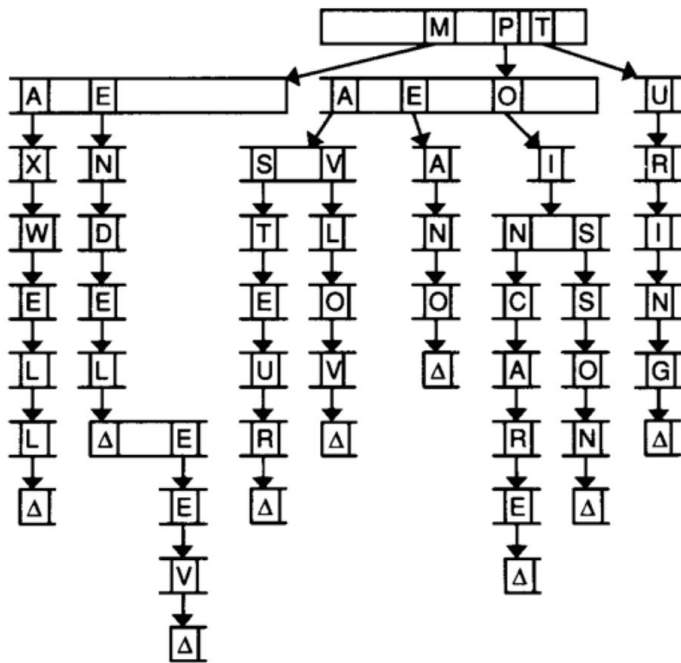 M P T
A E A E O U
X N S V A I R
W D T L N N S I
E E E O O C S N
L L U V Δ A O G
L Δ E R Δ R N Δ
Δ E Δ E Δ
V Δ
Δ